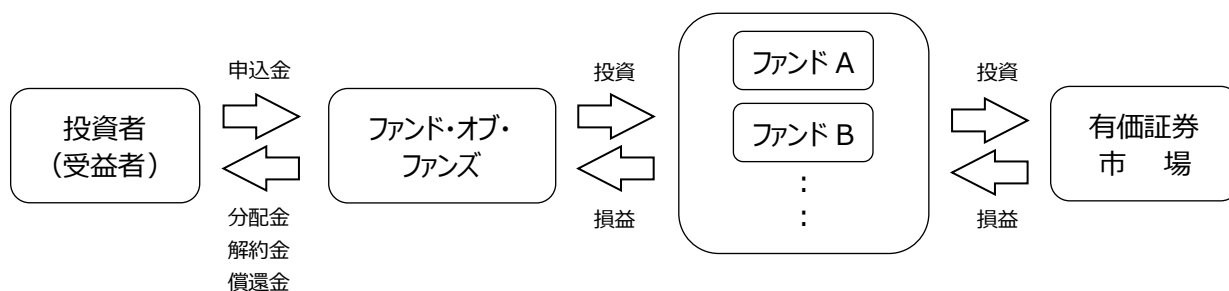 申込金
投資者
（受益者）
分配金
解約金
償還金
ファンド・オブ・
ファンズ
投資
損益
ファンド A
ファンド B
：
：
投資
損益
有価証券
市　場